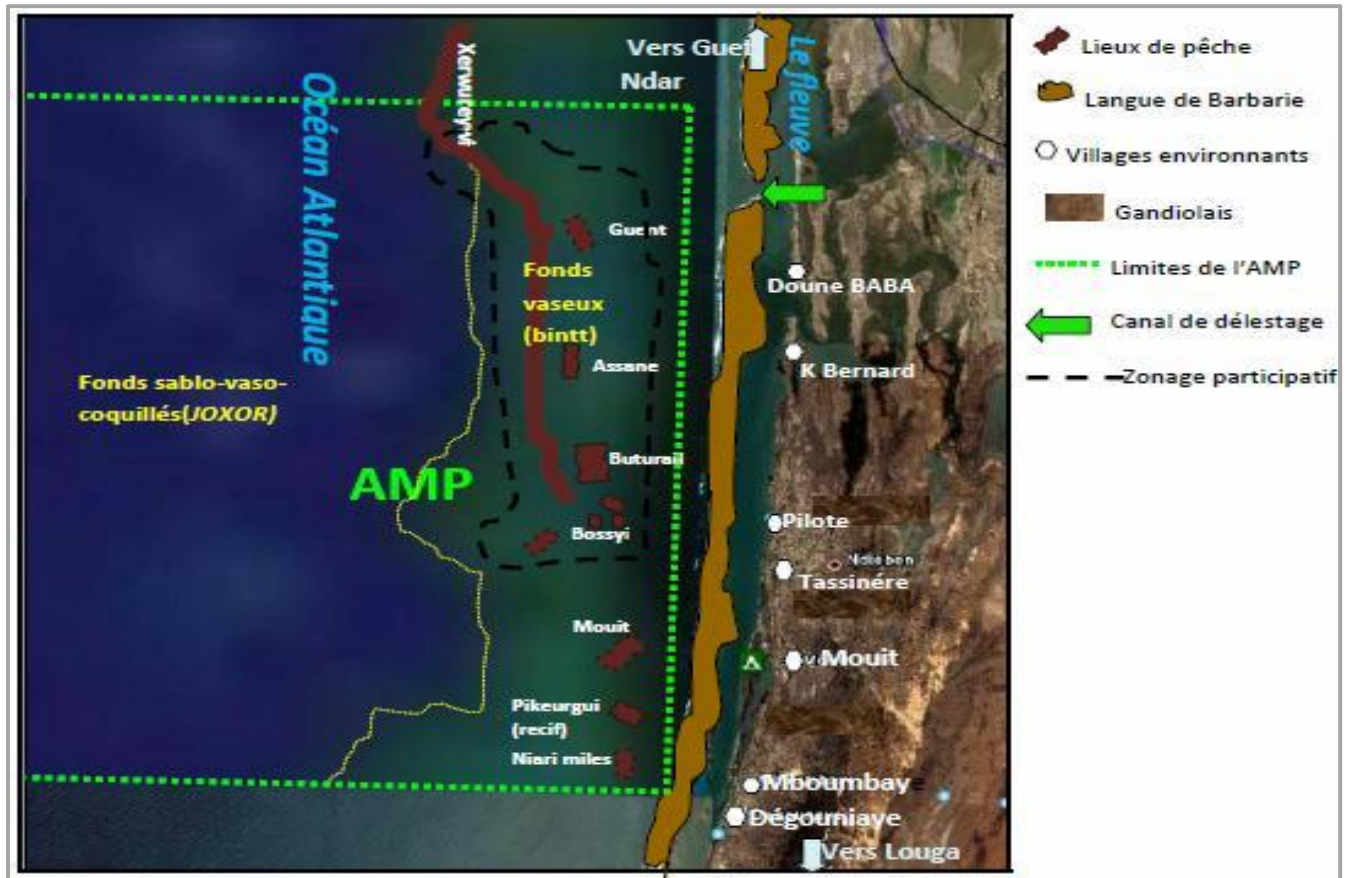 Xerwureyvi
Océan Atlantique
Vers Guet
Ndar
Le fleuve
Guent
Fonds
vaseux
(bintt)
Doune BABA
Assane
K Bernard
Fonds sablo-vaso-
coquillés(JOXOR)
AMP
Buturail
Bossyi
Pilote
Ndiebon
Tassinére
Mouit
Mouit
Pikeurgui
(recif)
Niari miles
Mboumbay
Dégouniaye
Vers Louga
Lieux de pêche
Langue de Barbarie
Villages environnants
Gandiolais
Limites de l'AMP
Canal de délestage
Zonage participatif